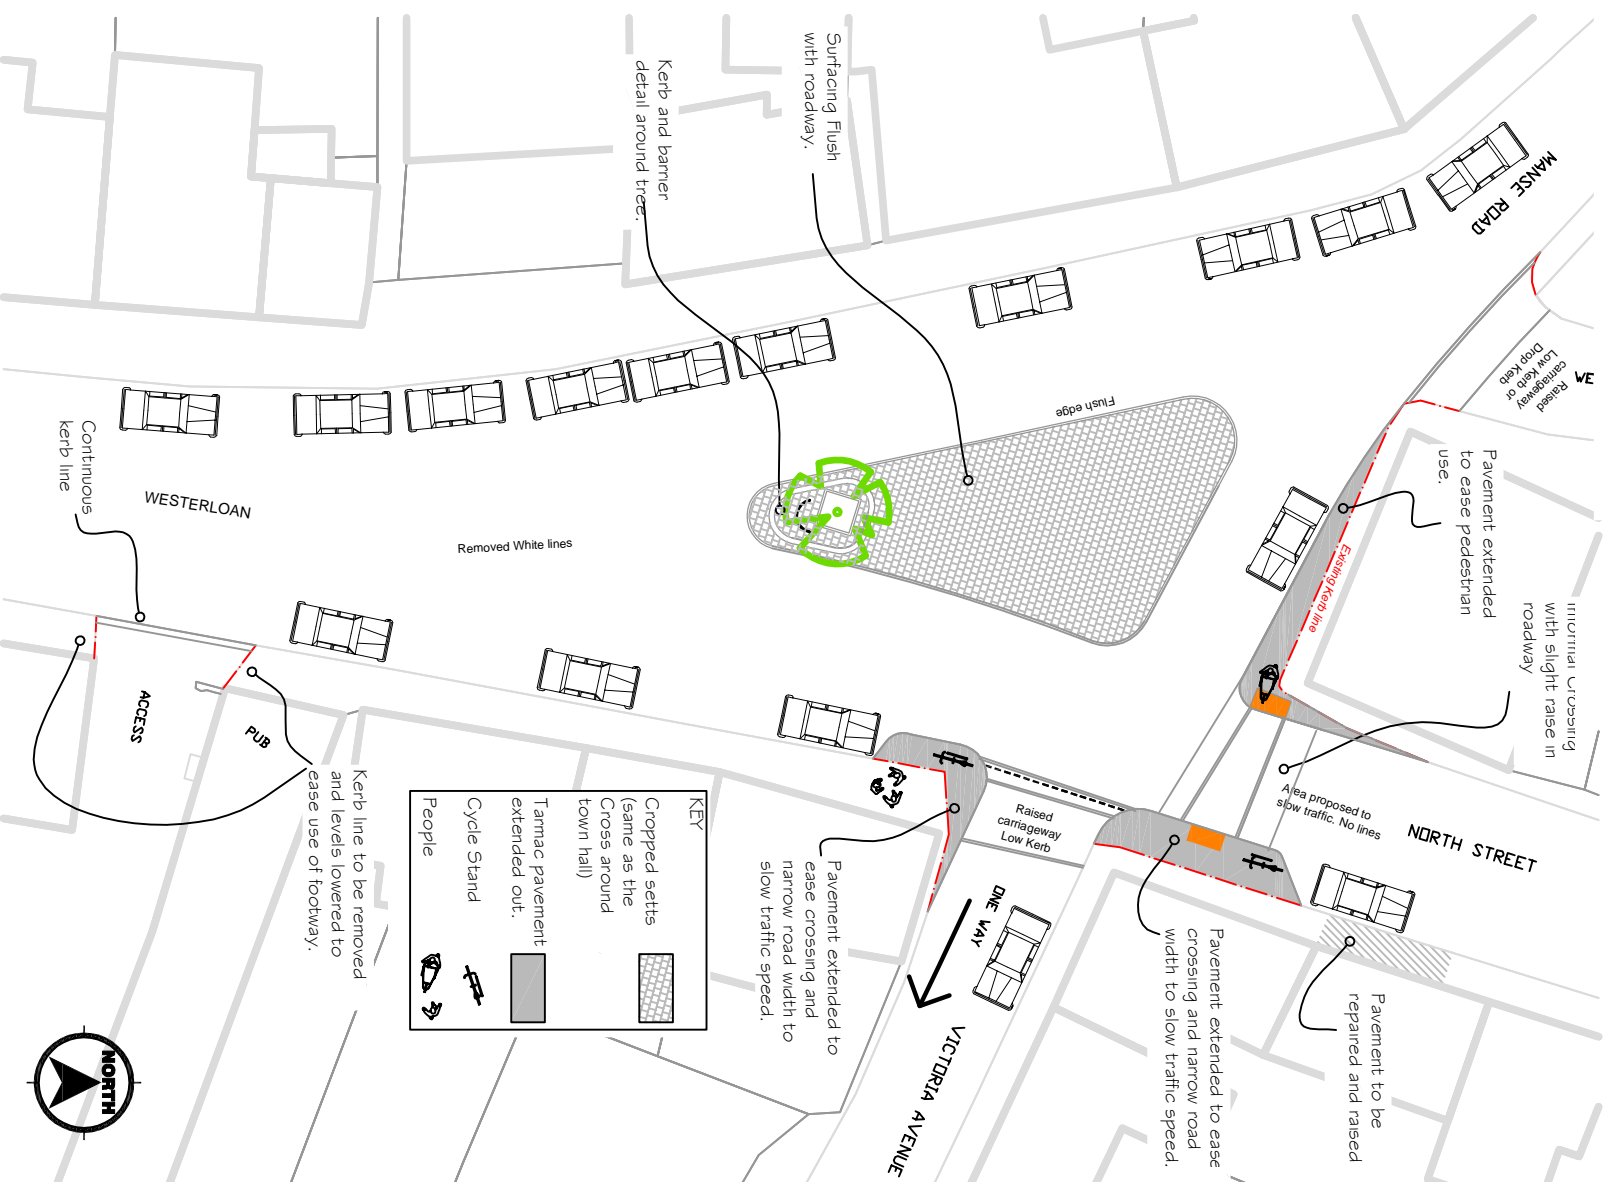 Surfacing Flush
with roadway.
Kerb and barrier
detail around tree.
MANSE ROAD
Raised
carriageway
Low Kerb or
Drop Kerb
WE
Flush edge
Continuous
kerb line
WESTERLOAN
Removed White lines
Pavement extended
to ease pedestrian
use.
Existing Kerb line
Informal Crossing
with slight raise in
roadway
Area proposed to
slow traffic. No lines
NORTH STREET
ACCESS
PUB
Kerb line to be removed
and levels lowered to
ease use of footway.
KEY
Cropped setts
(same as the
Cross around
town hall)
Tarmac pavement
extended out.
Cycle Stand
People
Raised
carriageway
Low Kerb
Pavement extended to
ease crossing and
narrow road width to
slow traffic speed.
ONE WAY
VICTORIA AVENUE
Pavement extended to ease
crossing and narrow road
width to slow traffic speed.
Pavement to be
repaired and raised
NORTH